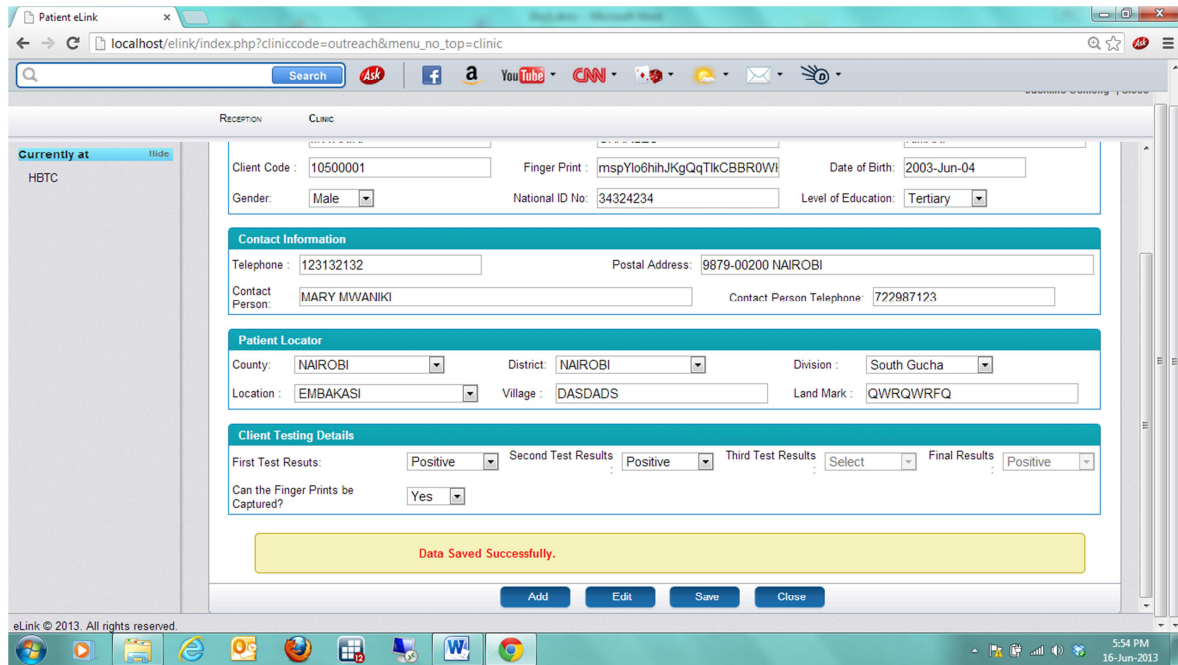 Patient eLink
localhost/elink/index.php?cliniccode=outreach&menu_no_top=clinic
Ask
Search Ask f a YouTube CNN D
RECEPTION CLINIC
Currently at Hide
HBTC
Client Code : 10500001 Finger Print : mspYlo6hihJKgQqTlkCBBR0W Date of Birth: 2003-Jun-04
Gender: Male National ID No: 34324234 Level of Education: Tertiary
Contact Information
Telephone : 123132132 Postal Address: 9879-00200 NAIROBI
Contact Person: MARY MWANIKI Contact Person Telephone: 722987123
Patient Locator
County: NAIROBI District: NAIROBI Division : South Gucha
Location : EMBAKASI Village : DASDADS Land Mark : QWRQWRFQ
Client Testing Details
First Test Resuts: Positive Second Test Results : Positive Third Test Results : Select Final Results : Positive
Can the Finger Prints be
Captured? Yes
Data Saved Successfully.
Add Edit Save Close
eLink © 2013. All rights reserved.
12
5:54 PM
16-Jun-2013